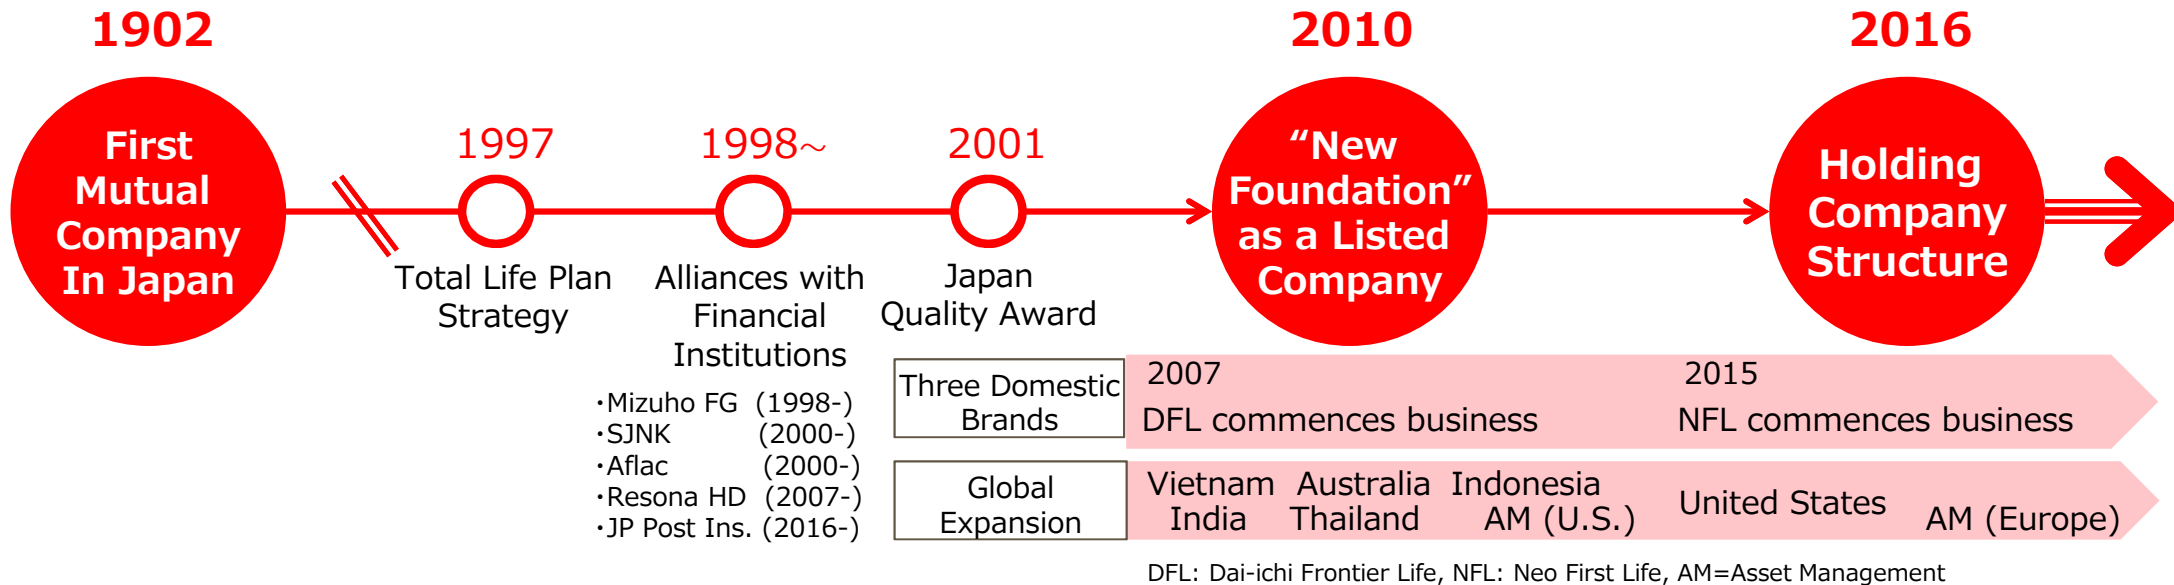 1902
First
Mutual
Company
In Japan
1997
Total Life Plan
Strategy
1998～
Alliances with
Financial
Institutions
・Mizuho FG (1998-)
・SJNK (2000-)
・Aflac (2000-)
・Resona HD (2007-)
・JP Post Ins. (2016-)
2001
Japan
Quality Award
2010
“New
Foundation”
as a Listed
Company
2016
Holding
Company
Structure
Three Domestic
Brands
2007
DFL commences business
2015
NFL commences business
Global
Expansion
Vietnam Australia Indonesia
India Thailand AM (U.S.)
United States
AM (Europe)
DFL: Dai-ichi Frontier Life, NFL: Neo First Life, AM=Asset Management